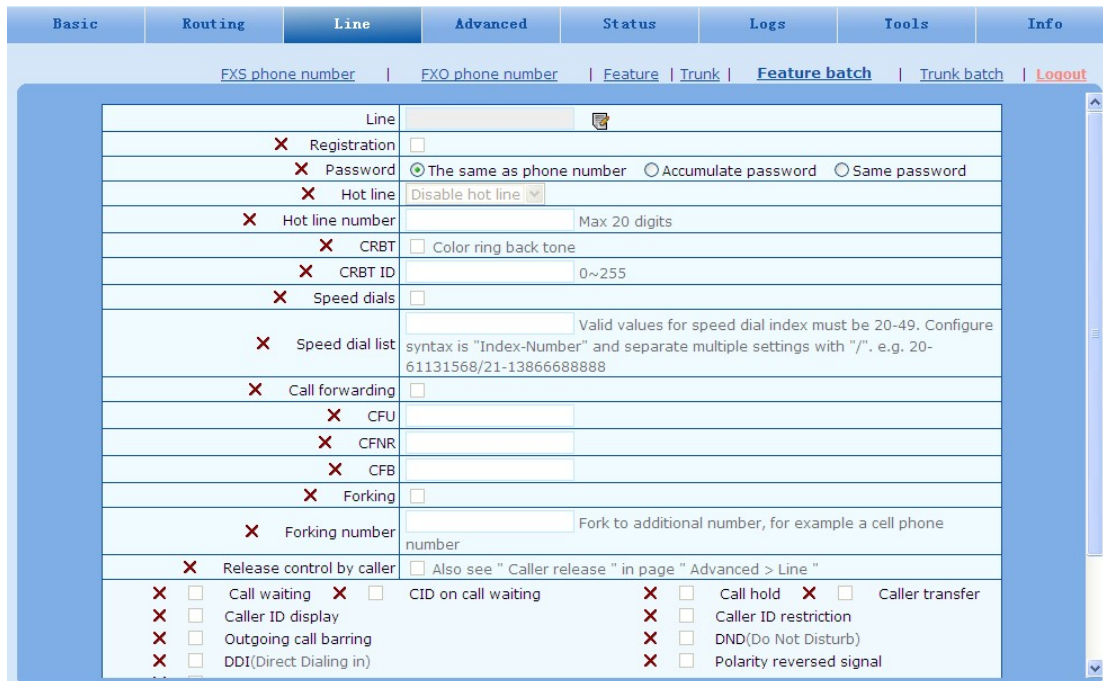 Basic Routing Line Advanced Status Logs Tools Info
FXS phone number | FXO phone number | Feature | Trunk | Feature batch | Trunk batch | Logout
Line
Registration
Password The same as phone number Accumulate password Same password
Hot line Disable hot line
Hot line number Max 20 digits
CRBT Color ring back tone
CRBT ID 0~255
Speed dials
Speed dial list Valid values for speed dial index must be 20-49. Configure
syntax is "Index-Number" and separate multiple settings with "/". e.g. 20-
61131568/21-13866688888
Call forwarding
CFU
CFNR
CFB
Forking
Forking number Fork to additional number, for example a cell phone
number
Release control by caller Also see " Caller release " in page " Advanced > Line "
Call waiting CID on call waiting Call hold Caller transfer
Caller ID display Caller ID restriction
Outgoing call barring DND(Do Not Disturb)
DDI(Direct Dialing in) Polarity reversed signal